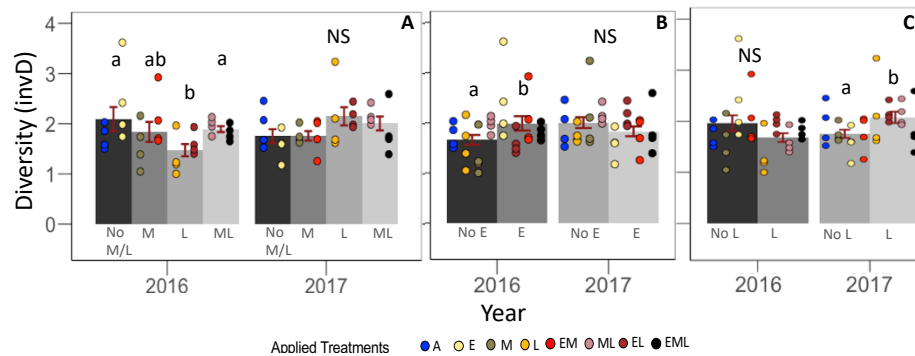 Diversity (invD)
4
3
2
1
0
A
a ab b a NS
No M/L M L ML No M/L M L ML
2016 2017
B
a b NS
No E E No E E
2016 2017
C
NS a b
No L L No L L
2016 2017
Year
Applied Treatments A E M L EM ML EL EML